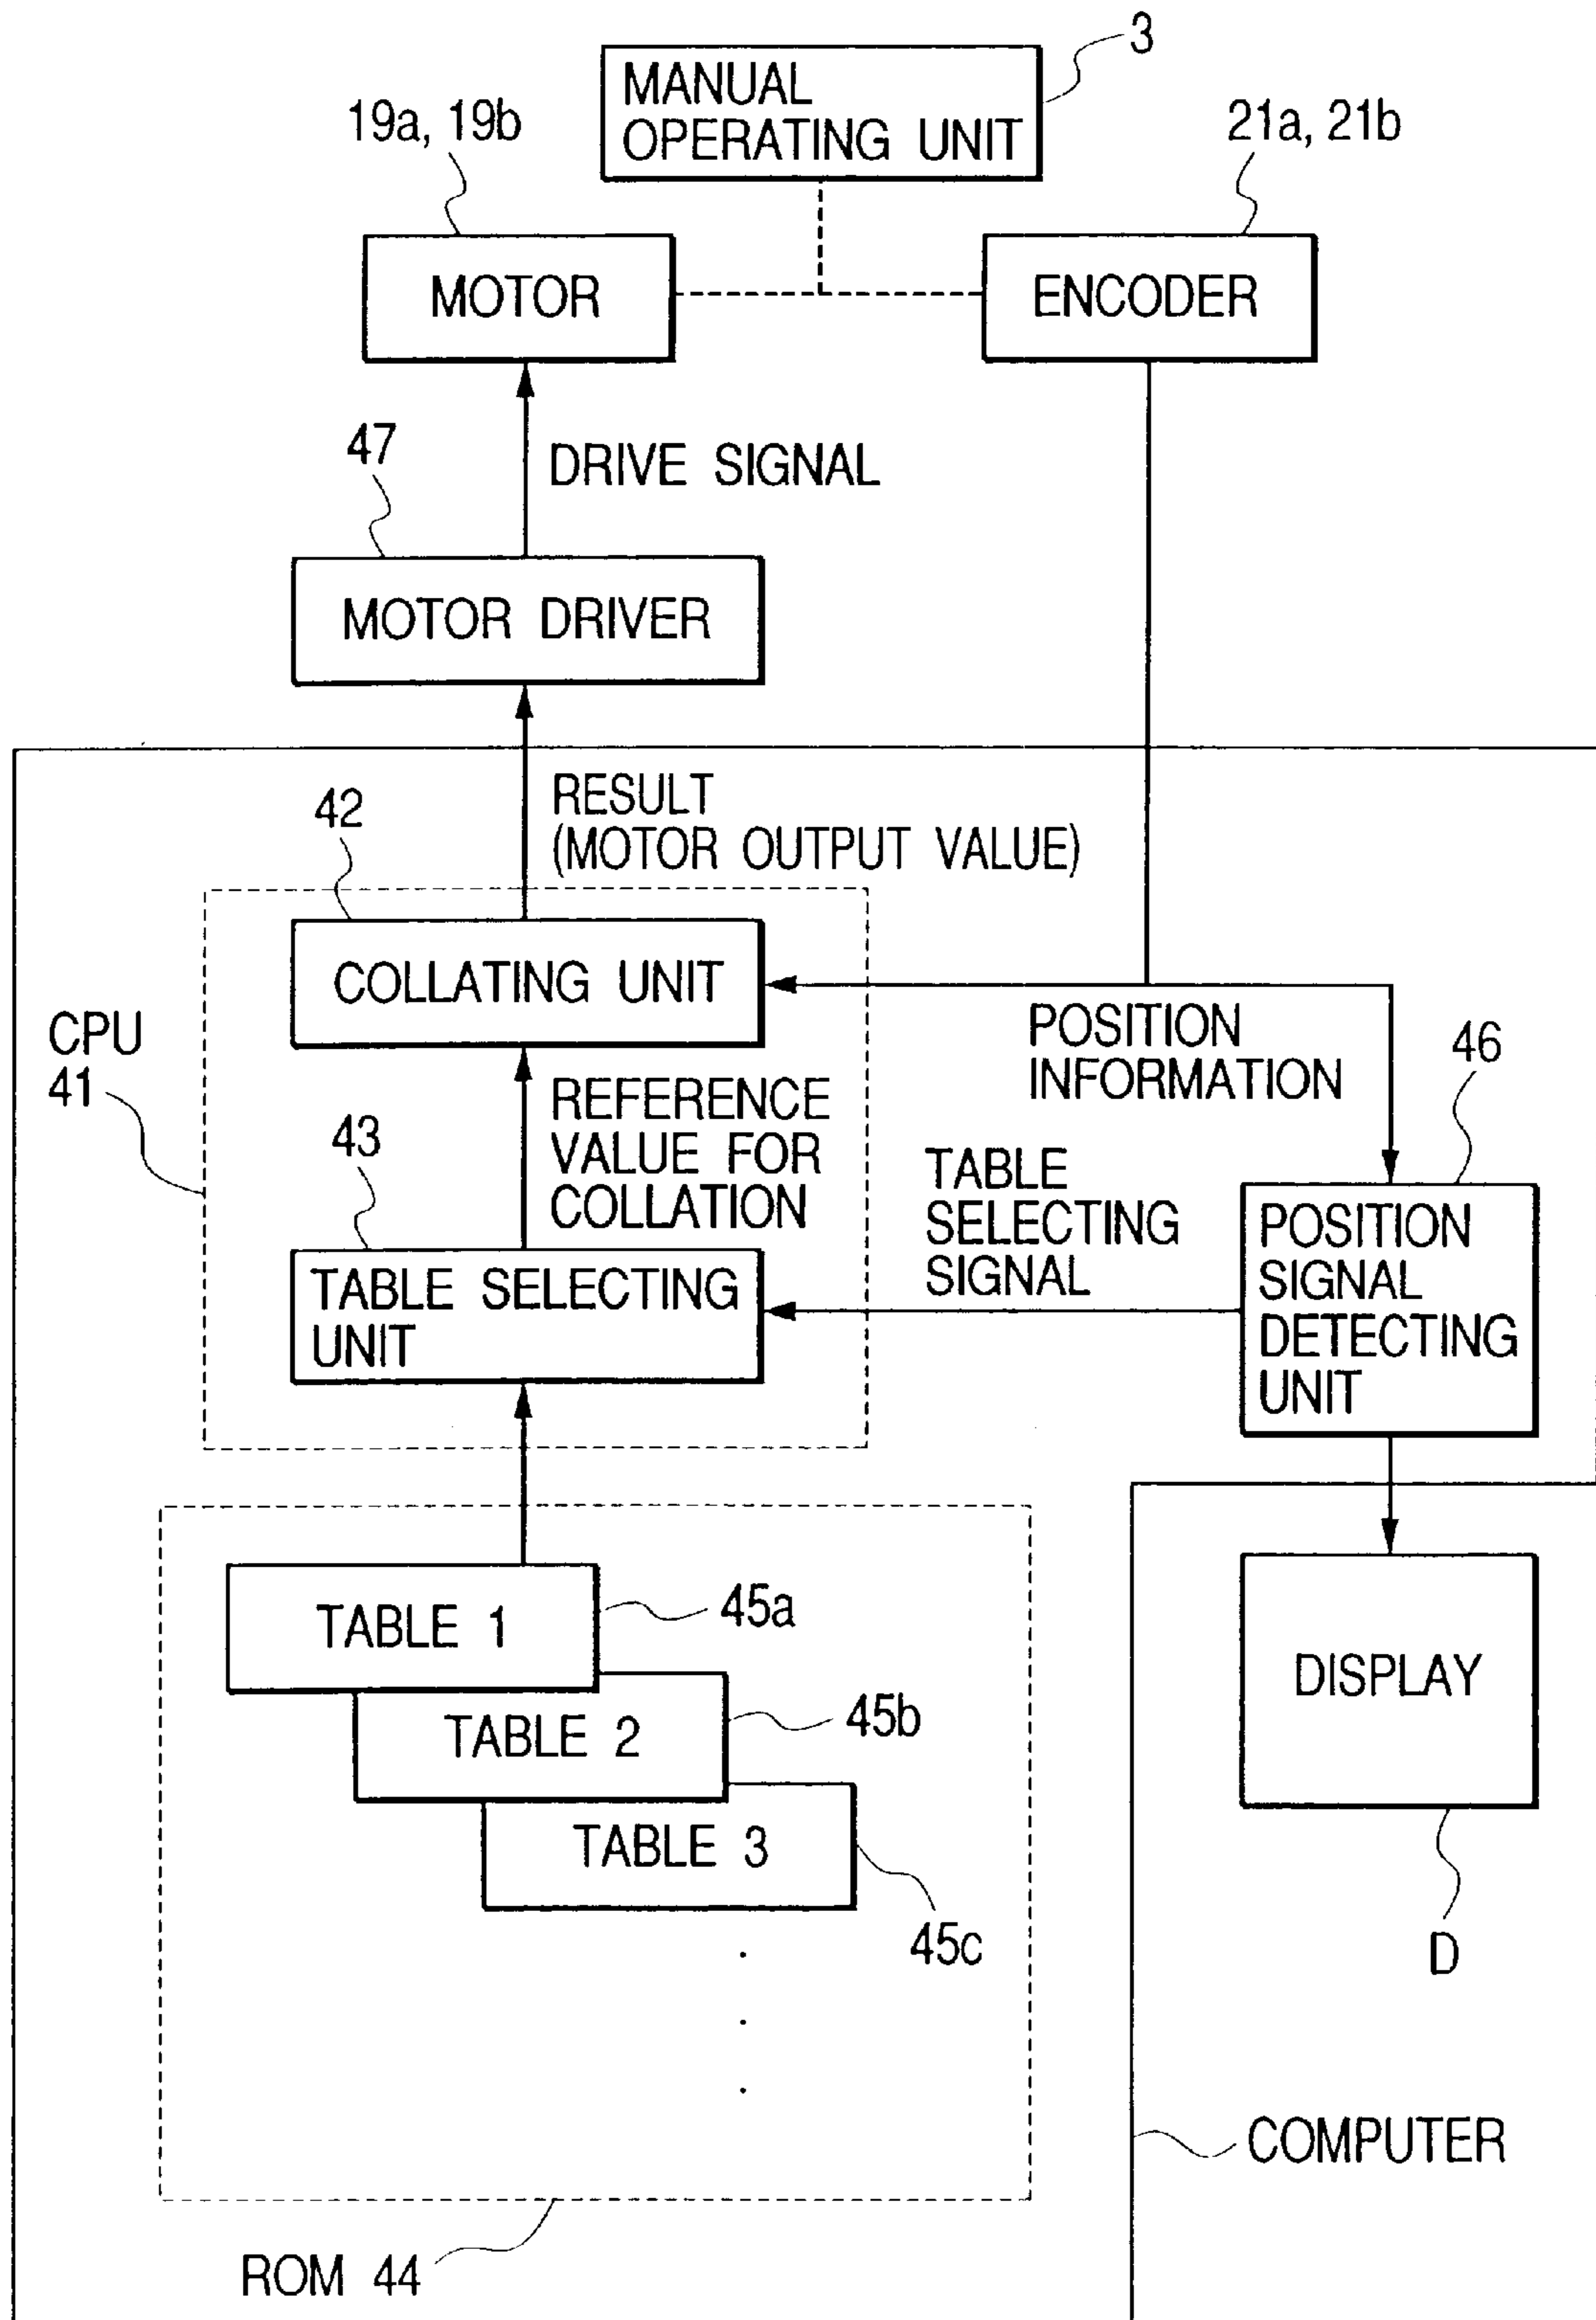 3
MANUAL
OPERATING UNIT
19a, 19b
21a, 21b
MOTOR
ENCODER
47
DRIVE SIGNAL
MOTOR DRIVER
42
RESULT
(MOTOR OUTPUT VALUE)
COLLATING UNIT
CPU
41
POSITION
INFORMATION
46
REFERENCE
VALUE FOR
COLLATION
43
TABLE
SELECTING
SIGNAL
TABLE SELECTING
UNIT
POSITION
SIGNAL
DETECTING
UNIT
TABLE 1
45a
TABLE 2
45b
TABLE 3
45c
DISPLAY
D
COMPUTER
ROM 44